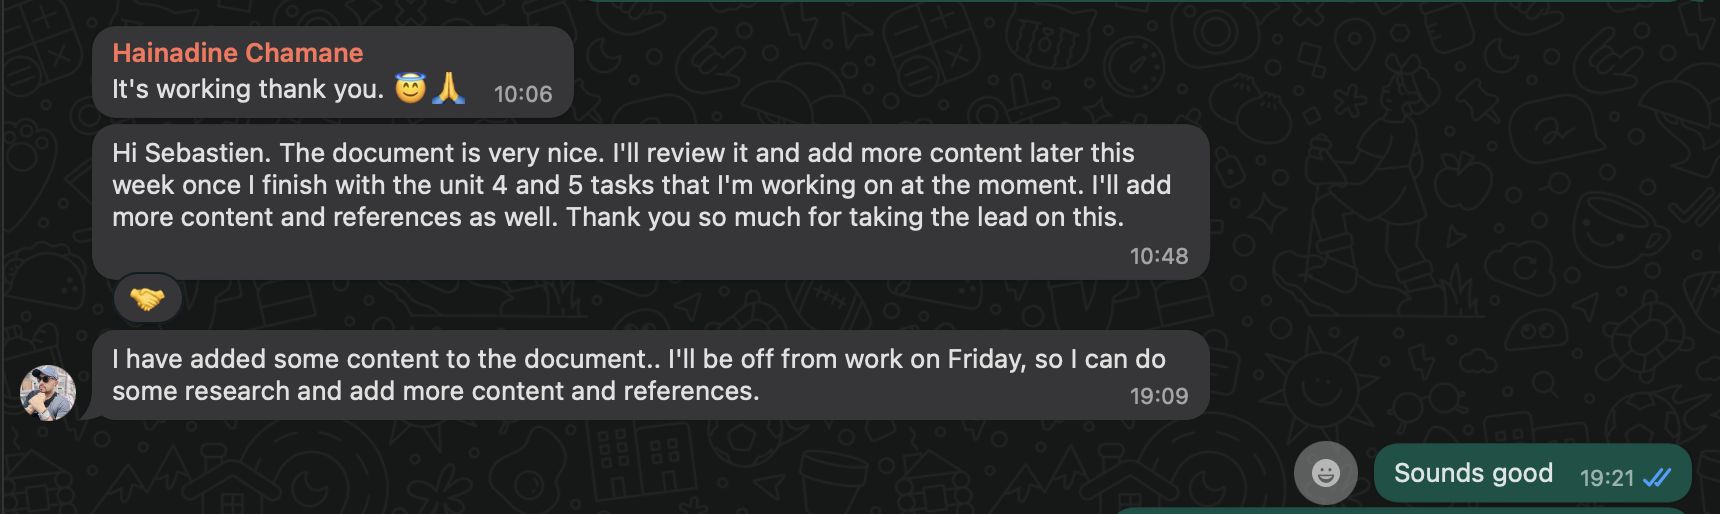 Hainadine Chamane
It's working thank you. 😇🙏 10:06
Hi Sebastien. The document is very nice. I'll review it and add more content later this
week once I finish with the unit 4 and 5 tasks that I'm working on at the moment. I'll add
more content and references as well. Thank you so much for taking the lead on this.
10:48
I have added some content to the document.. I'll be off from work on Friday, so I can do
some research and add more content and references. 19:09
Sounds good 19:21